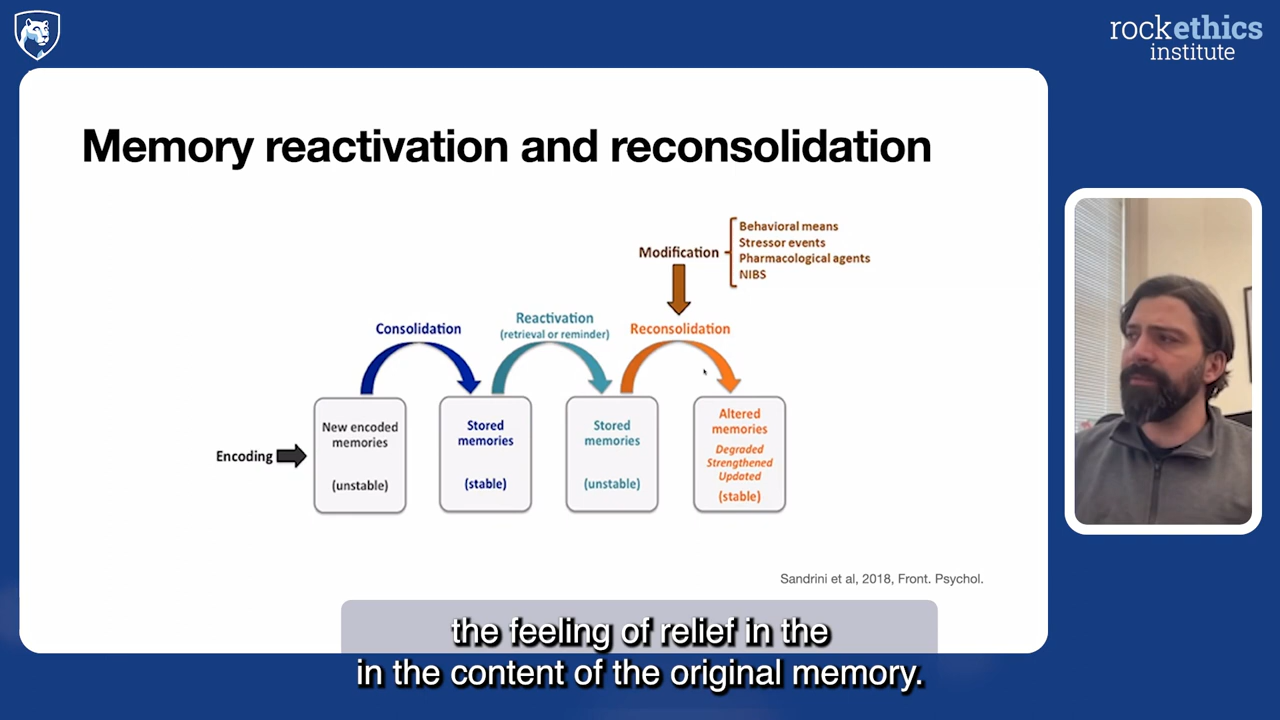 rockethics
institute
Memory reactivation and reconsolidation
Behavioral means
Stressor events
Pharmacological agents
NIBS
Modification
Consolidation
Reactivation
(retrieval or reminder)
Reconsolidation
Encoding
New encoded
memories
(unstable)
Stored
memories
(stable)
Stored
memories
(unstable)
Altered
memories
Degraded
Strengthened
Updated
(stable)
Sandrini et al, 2018, Front. Psychol.
the feeling of relief in the
in the content of the original memory.